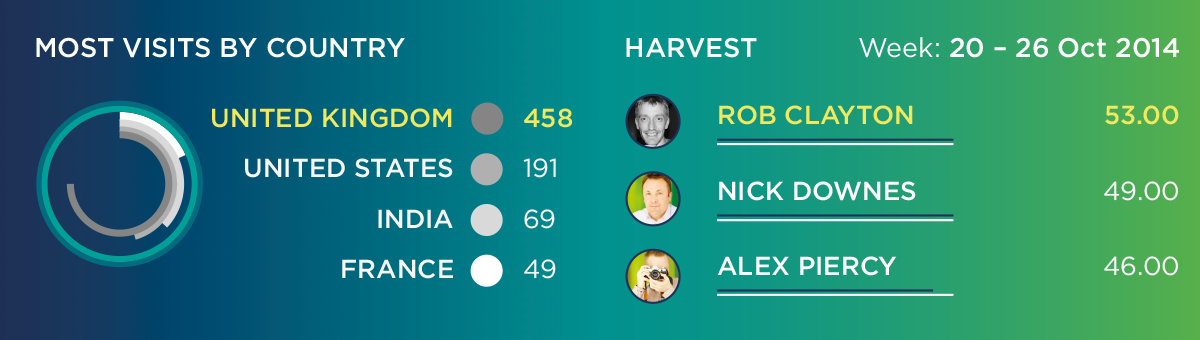 MOST VISITS BY COUNTRY
UNITED KINGDOM 458
UNITED STATES 191
INDIA 69
FRANCE 49
HARVEST Week: 20 – 26 Oct 2014
ROB CLAYTON 53.00
NICK DOWNES 49.00
ALEX PIERCY 46.00